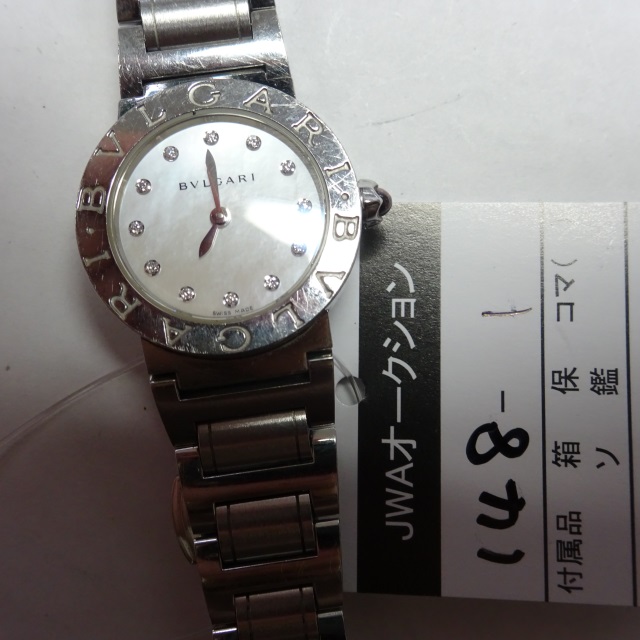 BVLGARI BVLGARI
BVLGARI
SWISS MADE
JWAオークション
148-1
付属品 箱 保 コマ(
ソ 鑑